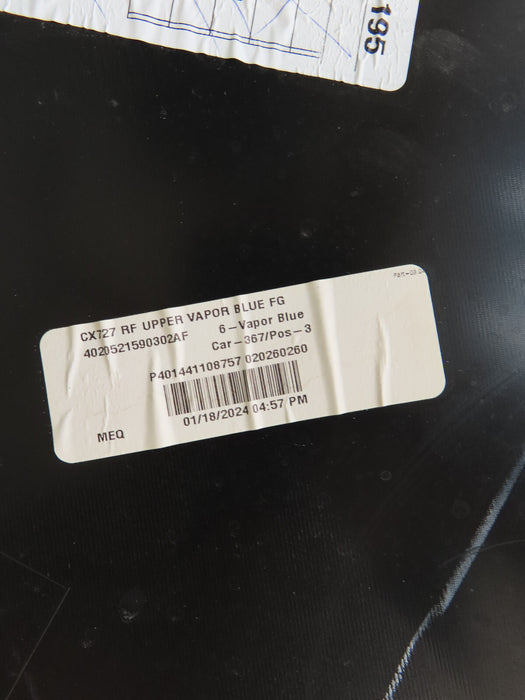 195
CX727 RF UPPER VAPOR BLUE FG
4020521590302AF 6-Vapor Blue
Car-367/Pos-3
P401441108757 020260260
01/18/2024 04:57 PM
MEQ